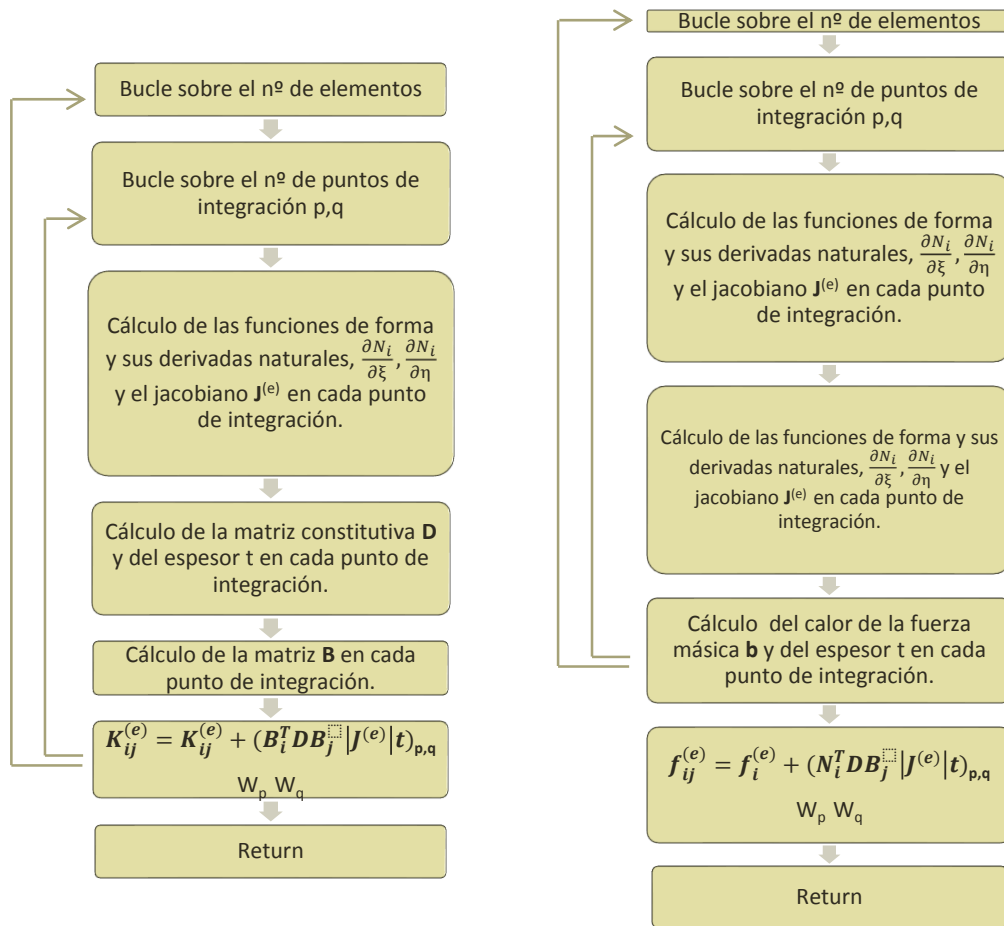 Bucle sobre el nº de elementos
Bucle sobre el nº de puntos de
integración p,q
Cálculo de las funciones de forma
y sus derivadas naturales, ∂N_i/∂ξ, ∂N_i/∂η
y el jacobiano J^(e) en cada punto
de integración.
Cálculo de la matriz constitutiva D
y del espesor t en cada punto de
integración.
Cálculo de la matriz B en cada
punto de integración.
K_ij^(e) = K_ij^(e) + (B_i^T DB_j^⬚ |J^(e)|t)_p,q
W_p W_q
Return
Bucle sobre el nº de elementos
Bucle sobre el nº de puntos de
integración p,q
Cálculo de las funciones de forma
y sus derivadas naturales, ∂N_i/∂ξ, ∂N_i/∂η
y el jacobiano J^(e) en cada punto
de integración.
Cálculo de las funciones de forma y sus
derivadas naturales, ∂N_i/∂ξ, ∂N_i/∂η y el
jacobiano J^(e) en cada punto de
integración.
Cálculo del calor de la fuerza
másica b y del espesor t en cada
punto de integración.
f_ij^(e) = f_i^(e) + (N_i^T DB_j^⬚ |J^(e)|t)_p,q
W_p W_q
Return